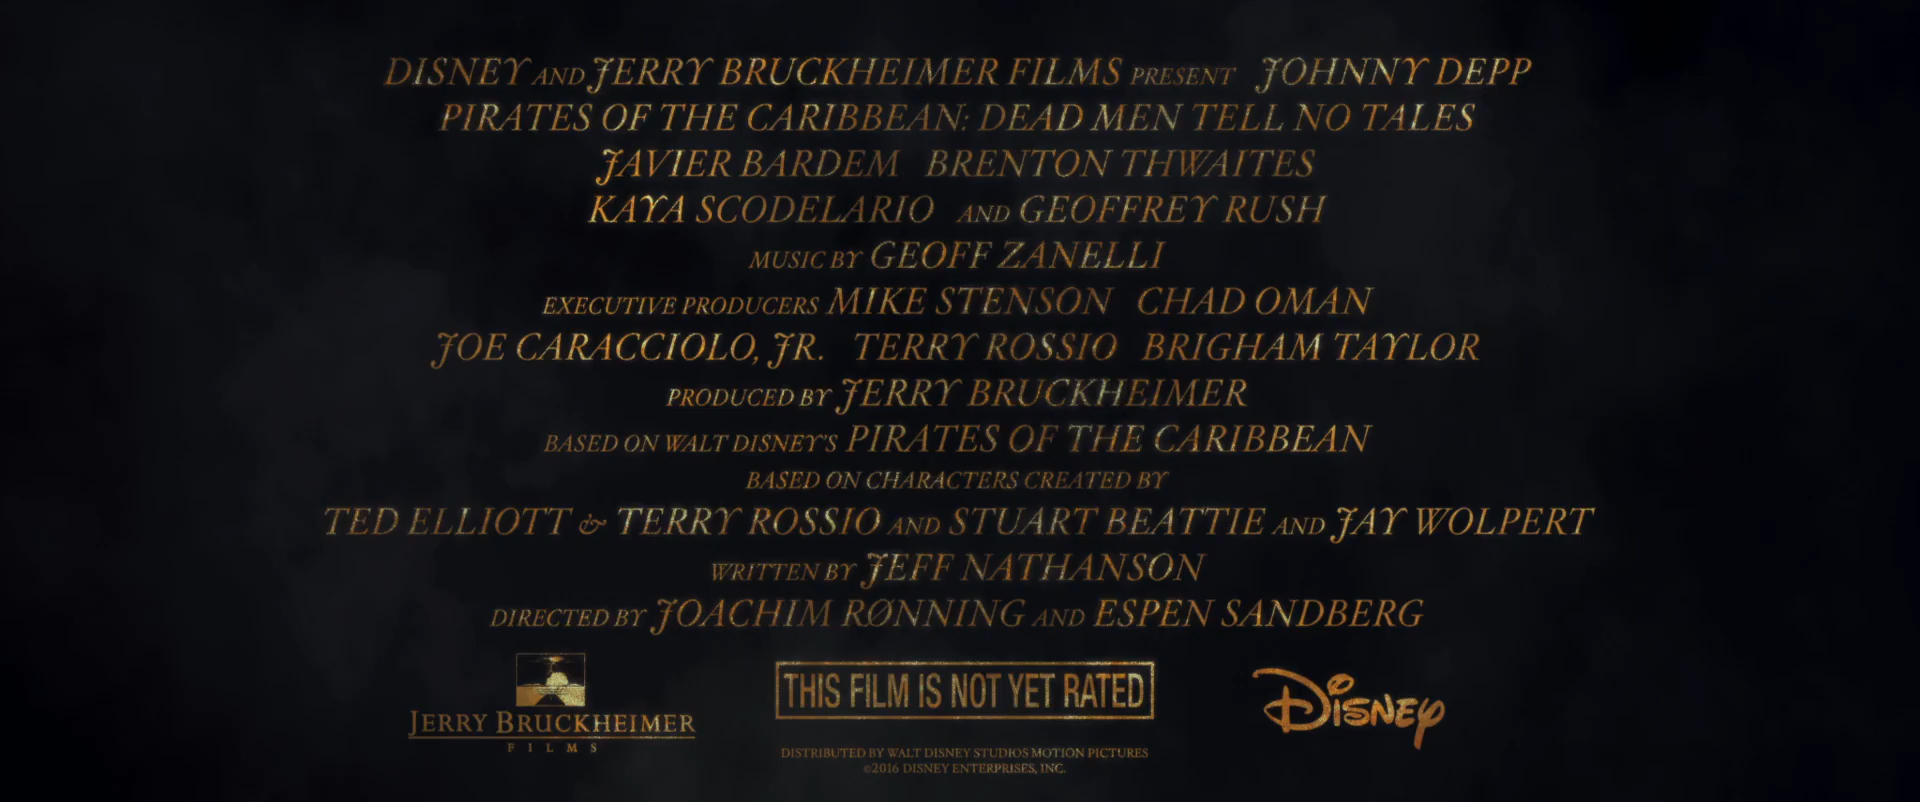 DISNEY AND JERRY BRUCKHEIMER FILMS PRESENT JOHNNY DEPP
PIRATES OF THE CARIBBEAN: DEAD MEN TELL NO TALES
JAVIER BARDEM BRENTON THWAITES
KAYA SCODELARIO AND GEOFFREY RUSH
MUSIC BY GEOFF ZANELLI
EXECUTIVE PRODUCERS MIKE STENSON CHAD OMAN
JOE CARACCIOLO, JR. TERRY ROSSIO BRIGHAM TAYLOR
PRODUCED BY JERRY BRUCKHEIMER
BASED ON WALT DISNEY'S PIRATES OF THE CARIBBEAN
BASED ON CHARACTERS CREATED BY
TED ELLIOTT & TERRY ROSSIO AND STUART BEATTIE AND JAY WOLPERT
WRITTEN BY JEFF NATHANSON
DIRECTED BY JOACHIM RØNNING AND ESPEN SANDBERG
JERRY BRUCKHEIMER
FILMS
THIS FILM IS NOT YET RATED
DISTRIBUTED BY WALT DISNEY STUDIOS MOTION PICTURES
©2016 DISNEY ENTERPRISES, INC.
DISNEY